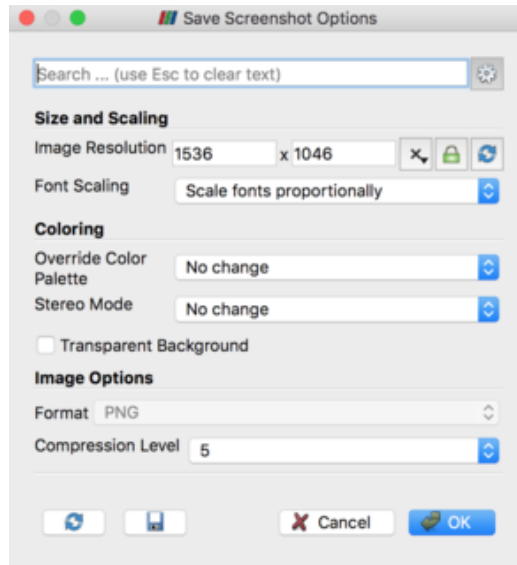 Save Screenshot Options
Search ... (use Esc to clear text)
Size and Scaling
Image Resolution 1536 x 1046
Font Scaling Scale fonts proportionally
Coloring
Override Color
Palette No change
Stereo Mode No change
Transparent Background
Image Options
Format PNG
Compression Level 5
Cancel OK